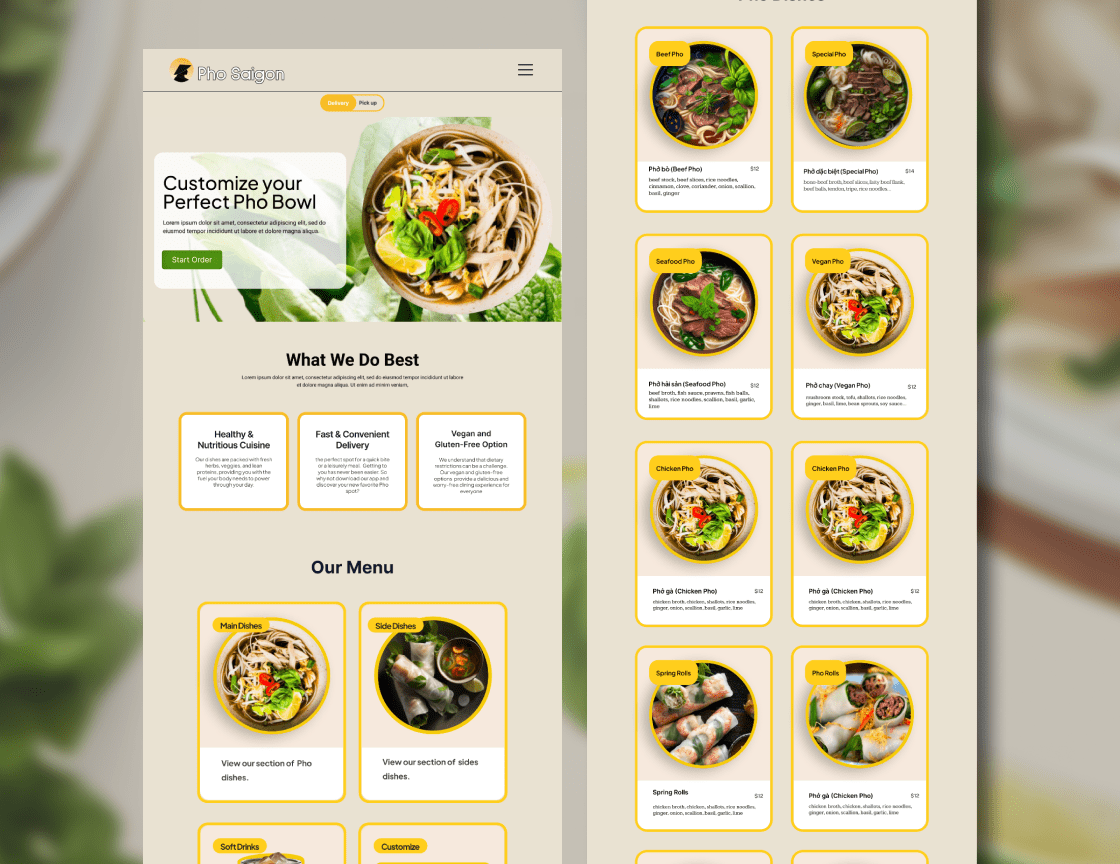 Pho Saigon
Delivery Pick up
Customize your
Perfect Pho Bowl
Lorem ipsum dolor sit amet, consectetur adipiscing elit, sed do
eiusmod tempor incididunt ut labore et dolore magna aliqua.
Start Order
What We Do Best
Lorem ipsum dolor sit amet, consectetur adipiscing elit, sed do eiusmod tempor incididunt ut labore
et dolore magna aliqua. Ut enim ad minim veniam,
Healthy &
Nutritious Cuisine
Our dishes are packed with fresh
herbs, veggies, and lean
proteins, providing you with the
fuel your body needs to power
through your day.
Fast & Convenient
Delivery
the perfect spot for a quick bite
or a leisurely meal. Getting to
you has never been easier. So
why not download our app and
discover you new favorite Pho
spot?
Vegan and
Gluten-Free Option
We understand that dietary
restrictions can be a challenge.
Our vegan and gluten-free
options provide a delicious and
worry-free dining experience for
everyone
Our Menu
Main Dishes
View our section of Pho
dishes.
Side Dishes
View our section of sides
dishes.
Soft Drinks
Customize
Beef Pho
Phở bò (Beef Pho) $12
beef stock, beef slices, rice noodles,
cinnamon, clove, coriander, onion, scallion,
basil, ginger
Special Pho
Phở dặc biệt (Special Pho) $14
bone-beef broth, beef slices, fatty beef flank,
beef balls, tendon, tripe, rice noodles...
Seafood Pho
Phở hải sản (Seafood Pho) $12
beef broth, fish sauce, prawns, fish balls,
shallots, rice noodles, scallion, basil, garlic,
lime
Vegan Pho
Phở chay (Vegan Pho) $12
mushroom stock, tofu, shallots, rice noodles,
ginger, basil, lime, bean sprouts, soy sauce...
Chicken Pho
Phở gà (Chicken Pho) $12
chicken broth, chicken, shallots, rice noodles,
ginger, onion, scallion, basil, garlic, lime
Chicken Pho
Phở gà (Chicken Pho) $12
chicken broth, chicken, shallots, rice noodles,
ginger, onion, scallion, basil, garlic, lime
Spring Rolls
Spring Rolls $12
chicken broth, chicken, shallots, rice noodles,
ginger, onion, scallion, basil, garlic, lime
Pho Rolls
Phở gà (Chicken Pho) $12
chicken broth, chicken, shallots, rice noodles,
ginger, onion, scallion, basil, garlic, lime